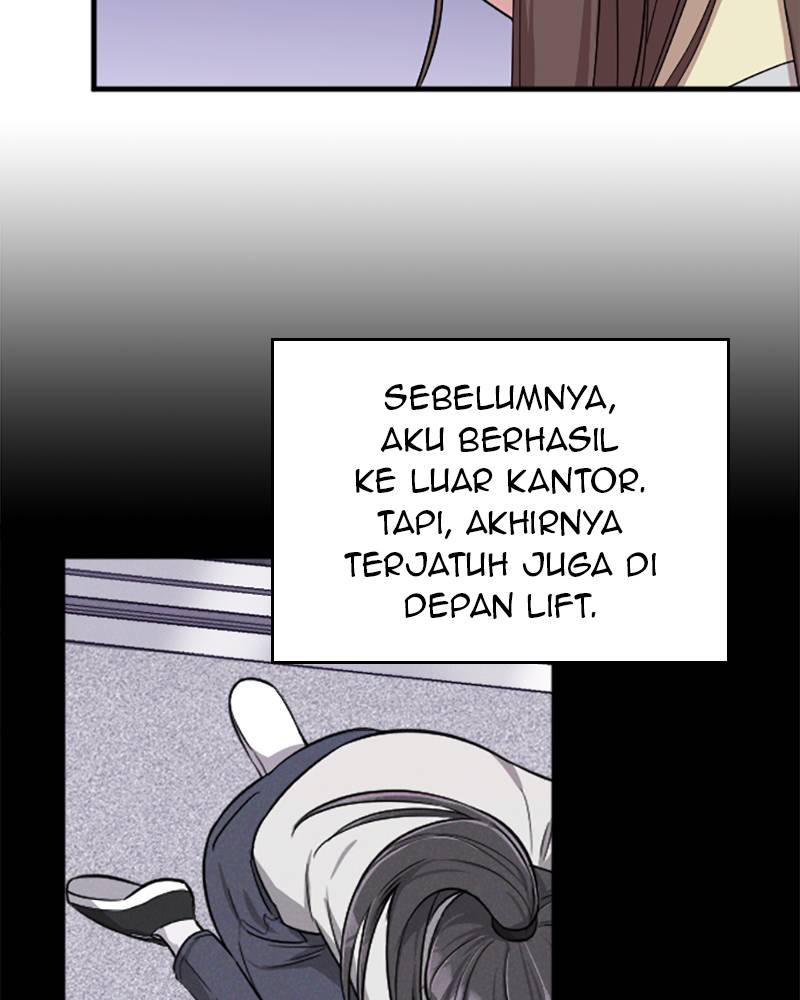 SEBELUMNYA,
AKU BERHASIL
KE LUAR KANTOR.
TAPI, AKHIRNYA
TERJATUH JUGA DI
DEPAN LIFT.